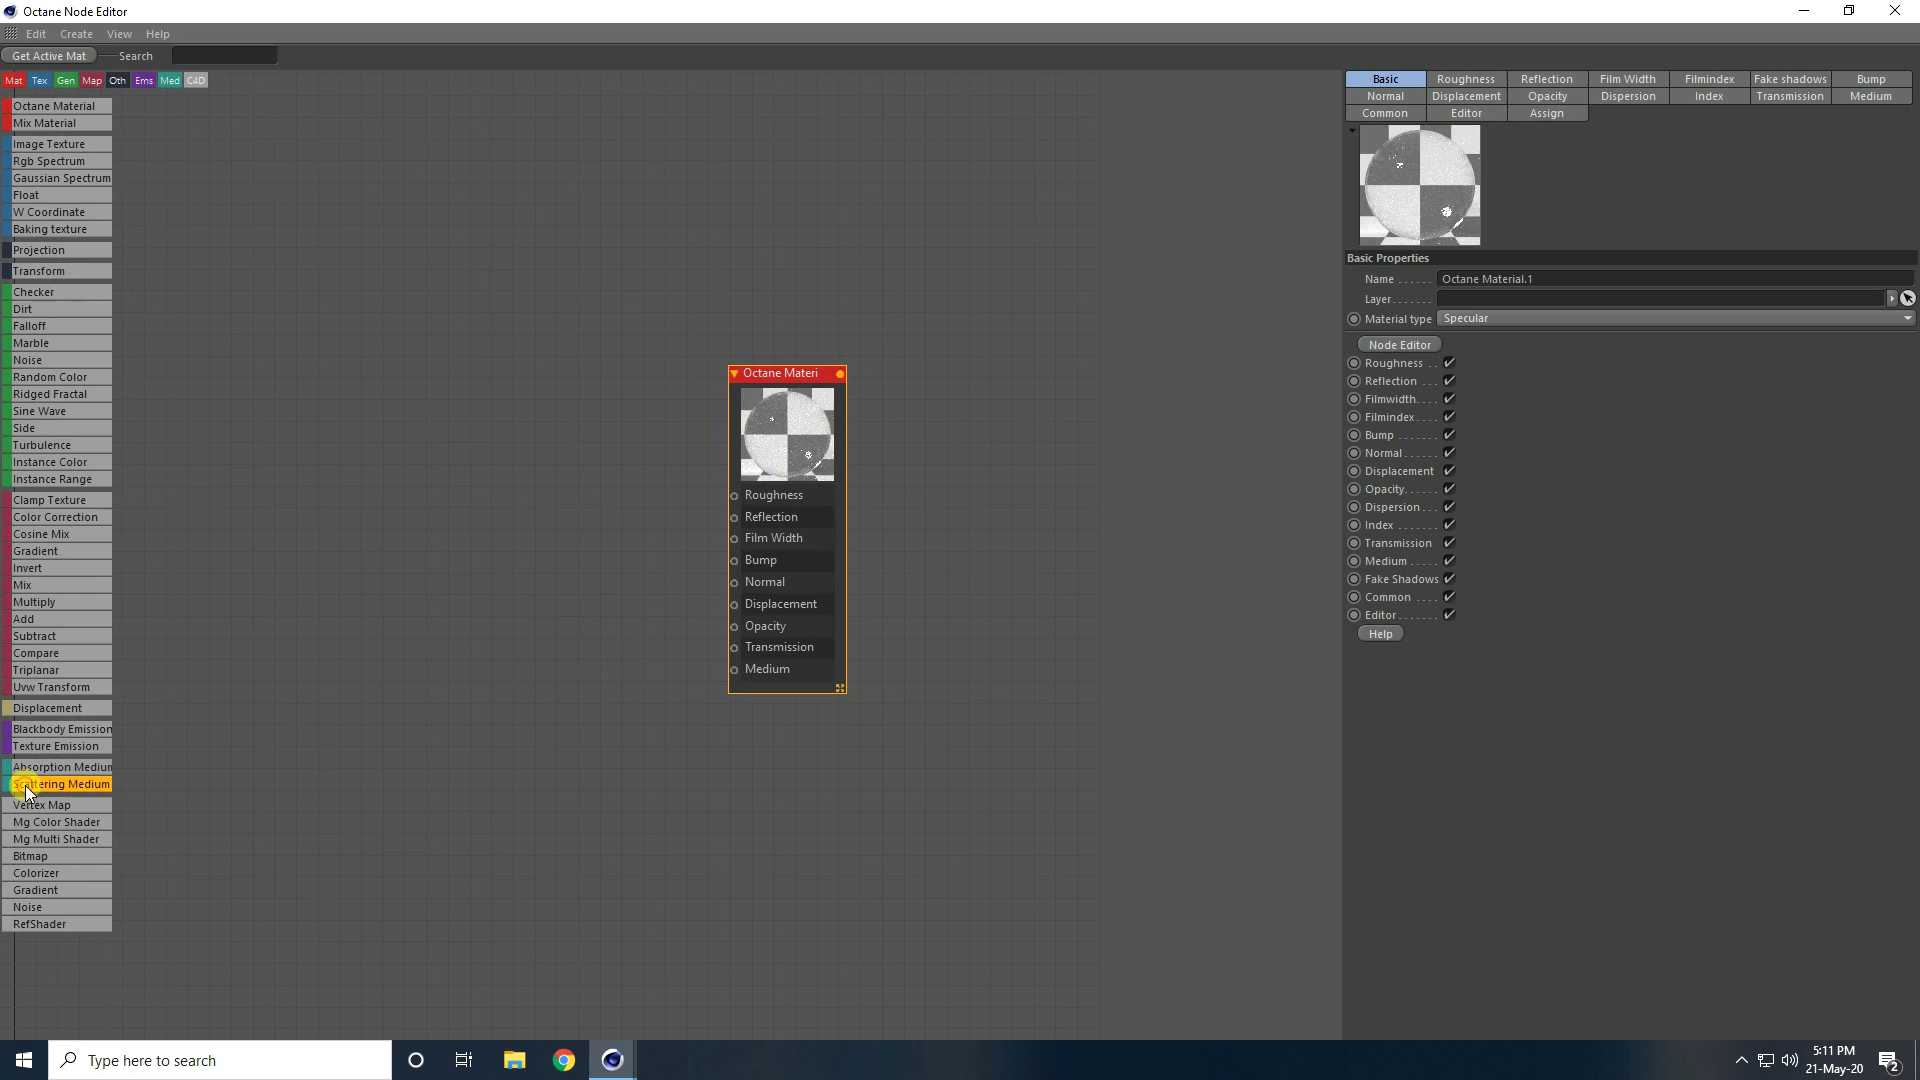 Octane Node Editor
Edit Create View Help
Get Active Mat Search
Mat Tex Gen Map Oth Ems Med C4D
Octane Material
Mix Material
Image Texture
Rgb Spectrum
Gaussian Spectrum
Float
W Coordinate
Baking texture
Projection
Transform
Checker
Dirt
Falloff
Marble
Noise
Random Color
Ridged Fractal
Sine Wave
Side
Turbulence
Instance Color
Instance Range
Clamp Texture
Color Correction
Cosine Mix
Gradient
Invert
Mix
Multiply
Add
Subtract
Compare
Triplanar
Uvw Transform
Displacement
Blackbody Emission
Texture Emission
Absorption Medium
Scattering Medium
Vertex Map
Mg Color Shader
Mg Multi Shader
Bitmap
Colorizer
Gradient
Noise
RefShader
Octane Materi
Roughness
Reflection
Film Width
Bump
Normal
Displacement
Opacity
Transmission
Medium
Basic Roughness Reflection Film Width Filmindex Fake shadows Bump
Normal Displacement Opacity Dispersion Index Transmission Medium
Common Editor Assign
Basic Properties
Name . . . . . . Octane Material.1
Layer. . . . . . .
Material type Specular
Node Editor
Roughness . .
Reflection . . .
Filmwidth. . . .
Filmindex. . . .
Bump . . . . . . .
Normal. . . . . .
Displacement
Opacity. . . . . .
Dispersion. . .
Index . . . . . . .
Transmission
Medium . . . . .
Fake Shadows
Common . . . .
Editor. . . . . . .
Help
Type here to search
5:11 PM
21-May-20
2